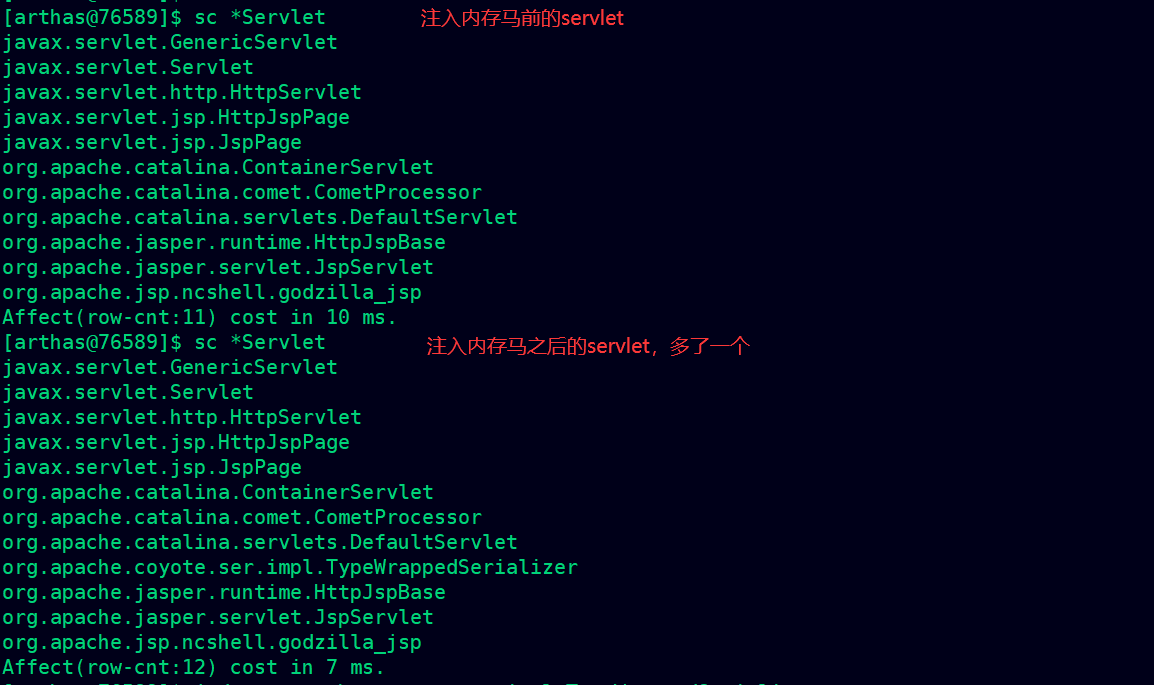 [arthas@76589]$ sc *Servlet 注入内存马前的servlet
javax.servlet.GenericServlet
javax.servlet.Servlet
javax.servlet.http.HttpServlet
javax.servlet.jsp.HttpJspPage
javax.servlet.jsp.JspPage
org.apache.catalina.ContainerServlet
org.apache.catalina.comet.CometProcessor
org.apache.catalina.servlets.DefaultServlet
org.apache.jasper.runtime.HttpJspBase
org.apache.jasper.servlet.JspServlet
org.apache.jsp.ncshell.godzilla_jsp
Affect(row-cnt:11) cost in 10 ms.
[arthas@76589]$ sc *Servlet 注入内存马之后的servlet，多了一个
javax.servlet.GenericServlet
javax.servlet.Servlet
javax.servlet.http.HttpServlet
javax.servlet.jsp.HttpJspPage
javax.servlet.jsp.JspPage
org.apache.catalina.ContainerServlet
org.apache.catalina.comet.CometProcessor
org.apache.catalina.servlets.DefaultServlet
org.apache.coyote.ser.impl.TypeWrappedSerializer
org.apache.jasper.runtime.HttpJspBase
org.apache.jasper.servlet.JspServlet
org.apache.jsp.ncshell.godzilla_jsp
Affect(row-cnt:12) cost in 7 ms.